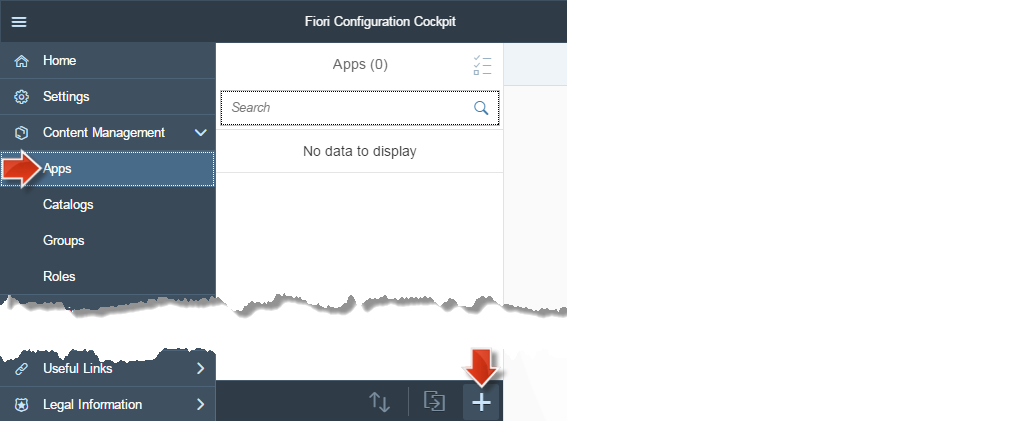 Fiori Configuration Cockpit
Home
Settings
Content Management
Apps
Catalogs
Groups
Roles
Useful Links
Legal Information
Apps (0)
Search
No data to display